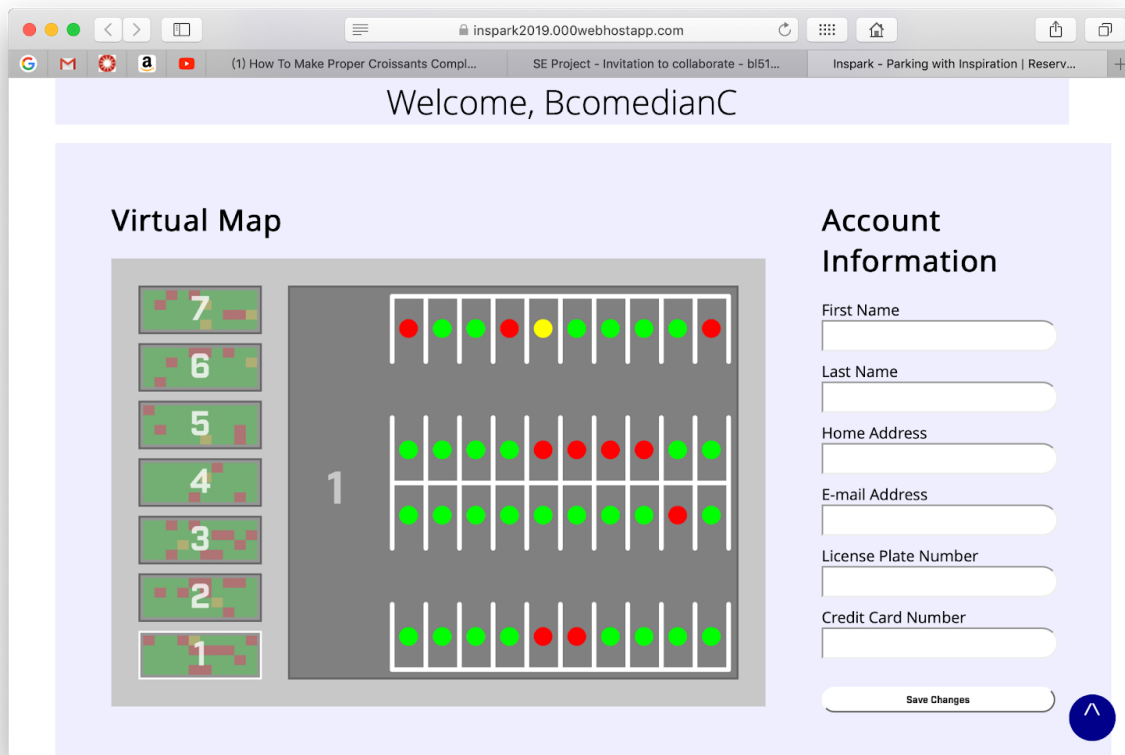 inspark2019.000webhostapp.com
G
a
(1) How To Make Proper Croissants Compl...
SE Project - Invitation to collaborate - bl51...
Inspark - Parking with Inspiration | Reserv...
Welcome, BcomedianC
Virtual Map
7
6
5
4
3
2
1
1
Account
Information
First Name
Last Name
Home Address
E-mail Address
License Plate Number
Credit Card Number
Save Changes